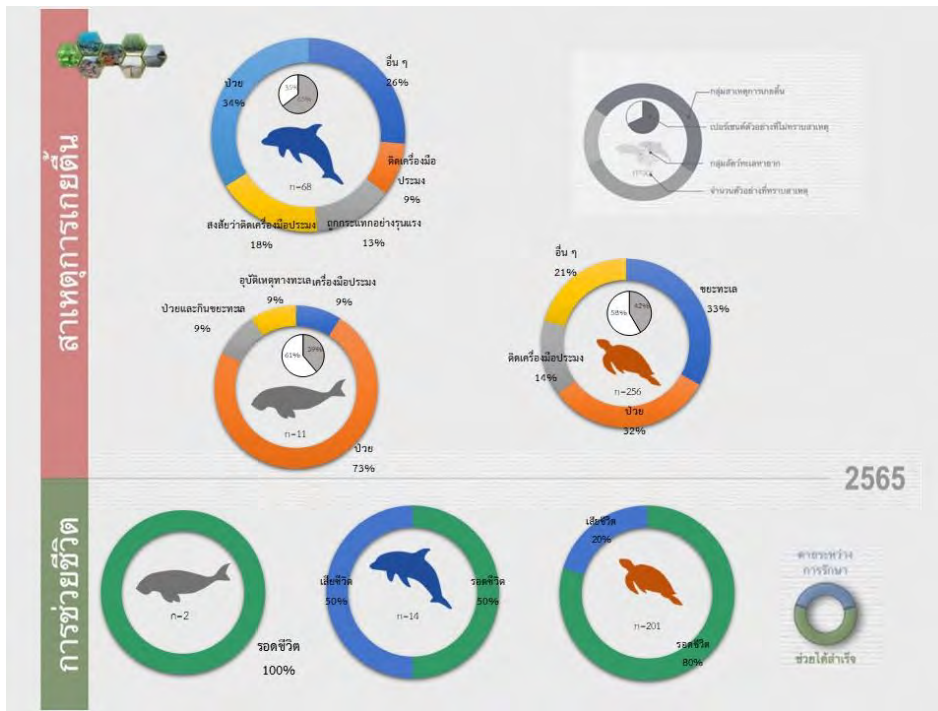 สาเหตุการเกยตื้น
อื่น ๆ
26%
ป่วย
34%
ติดเครื่องมือ
ประมง
9%
n=68
สงสัยว่าติดเครื่องมือประมง
18%
ถูกกระแทกอย่างรุนแรง
13%
กลุ่มสาเหตุการเกยตื้น
เปอร์เซนต์ตัวอย่างที่ไม่ทราบสาเหตุ
กลุ่มสัตว์ทะเลหายาก
จำนวนตัวอย่างที่ทราบสาเหตุ
อุบัติเหตุทางทะเล
9%
เครื่องมือประมง
9%
ป่วยและกินขยะทะเล
9%
61%
39%
n=11
ป่วย
73%
อื่น ๆ
21%
ขยะทะเล
33%
58%
42%
ติดเครื่องมือประมง
14%
n=256
ป่วย
32%
2565
การช่วยชีวิต
n=2
รอดชีวิต
100%
เสียชีวิต
50%
รอดชีวิต
50%
n=14
เสียชีวิต
20%
n=201
รอดชีวิต
80%
ตายระหว่าง
การรักษา
ช่วยได้สำเร็จ